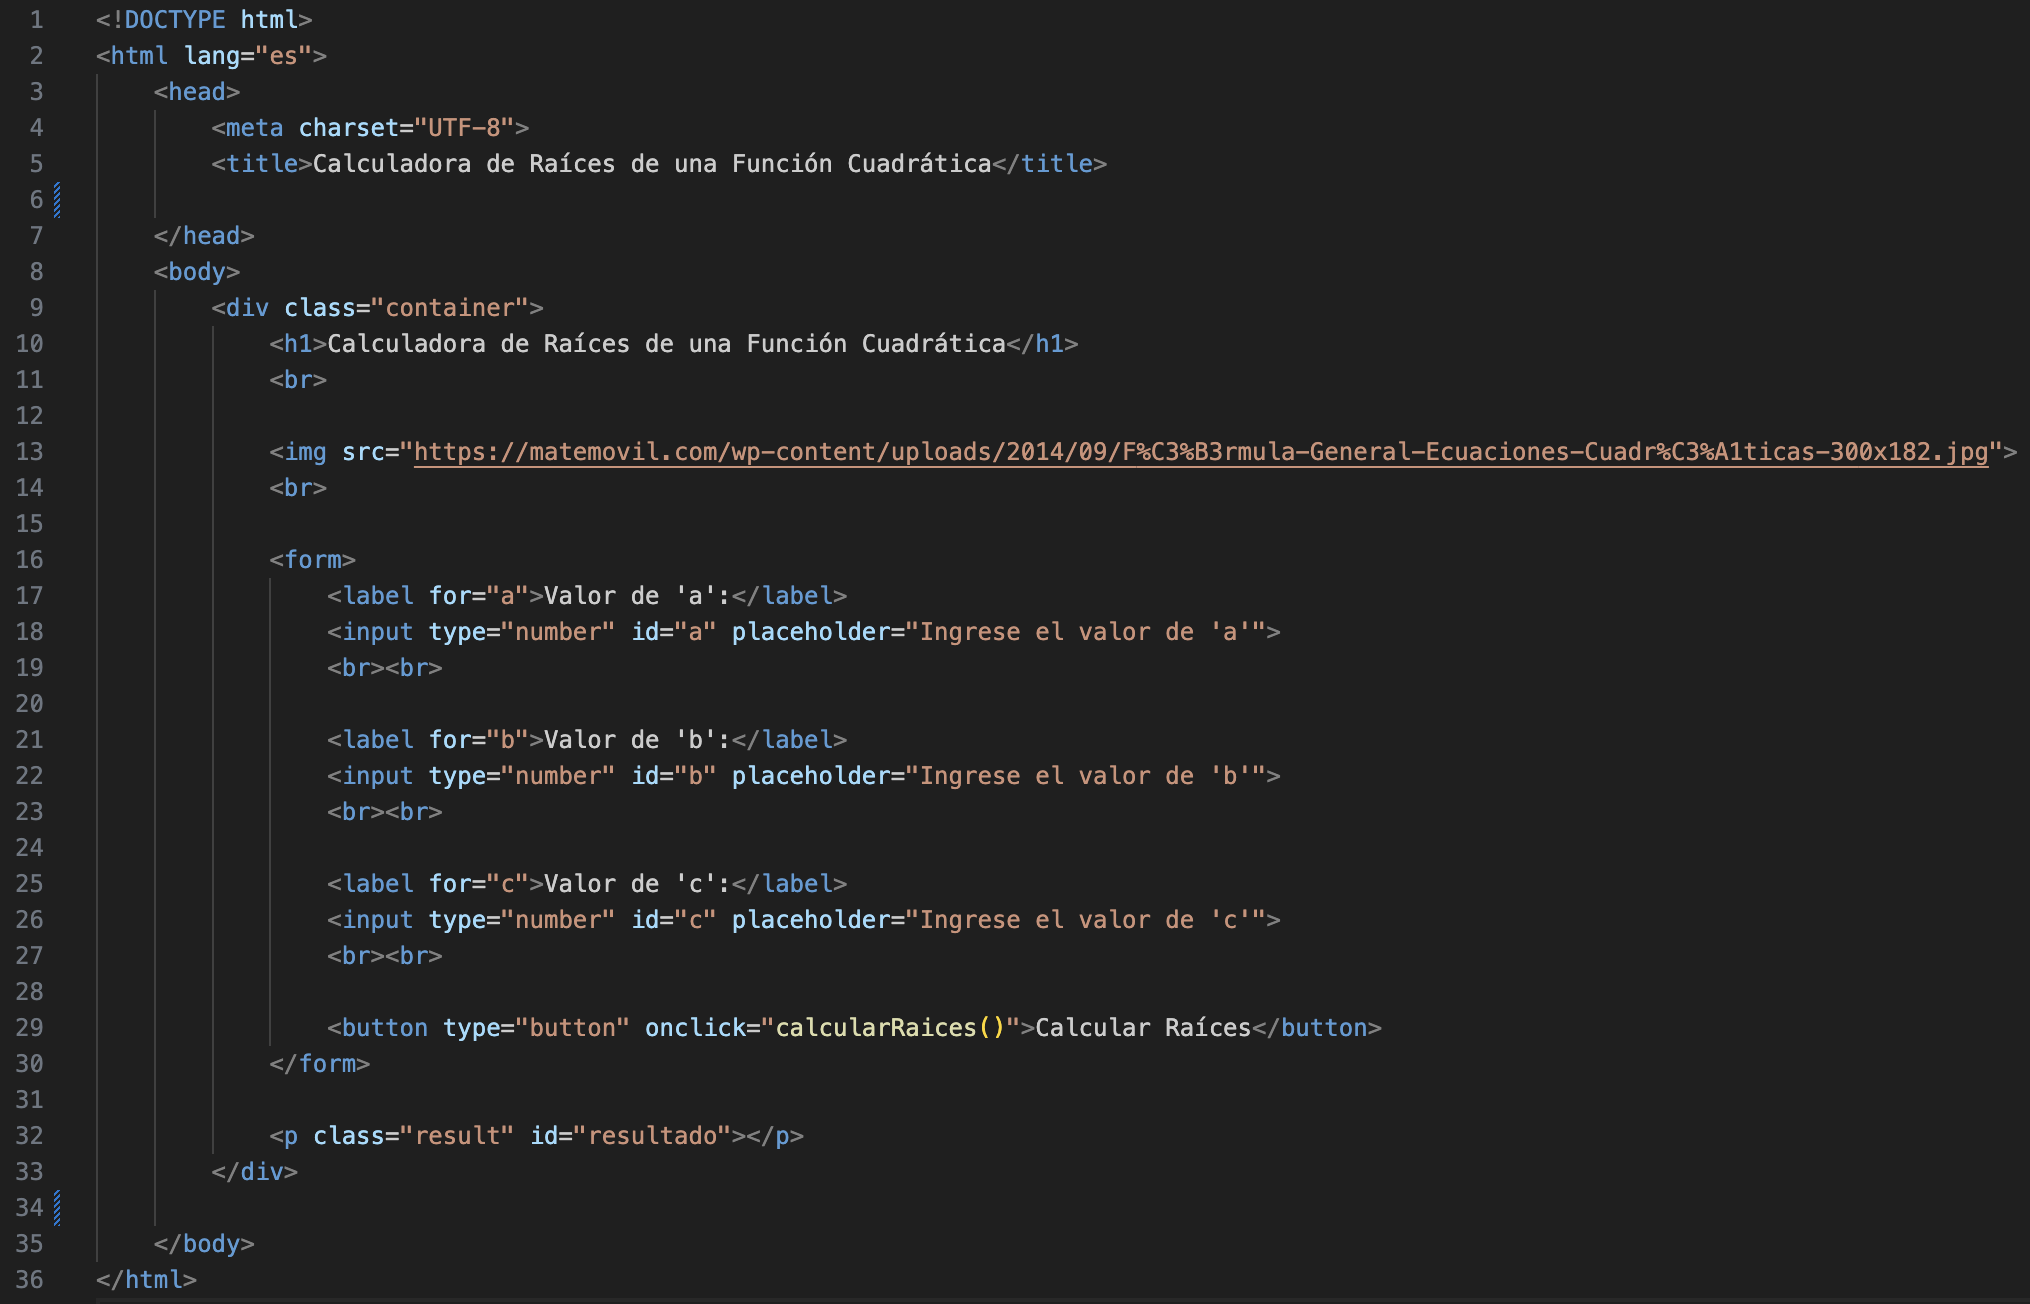 1 <!DOCTYPE html>
2 <html lang="es">
3 <head>
4 <meta charset="UTF-8">
5 <title>Calculadora de Raíces de una Función Cuadrática</title>
6
7 </head>
8 <body>
9 <div class="container">
10 <h1>Calculadora de Raíces de una Función Cuadrática</h1>
11 <br>
12
13 <img src="https://matemovil.com/wp-content/uploads/2014/09/F%C3%B3rmula-General-Ecuaciones-Cuadr%C3%A1ticas-300x182.jpg">
14 <br>
15
16 <form>
17 <label for="a">Valor de 'a':</label>
18 <input type="number" id="a" placeholder="Ingrese el valor de 'a'">
19 <br><br>
20
21 <label for="b">Valor de 'b':</label>
22 <input type="number" id="b" placeholder="Ingrese el valor de 'b'">
23 <br><br>
24
25 <label for="c">Valor de 'c':</label>
26 <input type="number" id="c" placeholder="Ingrese el valor de 'c'">
27 <br><br>
28
29 <button type="button" onclick="calcularRaices()">Calcular Raíces</button>
30 </form>
31
32 <p class="result" id="resultado"></p>
33 </div>
34
35 </body>
36 </html>